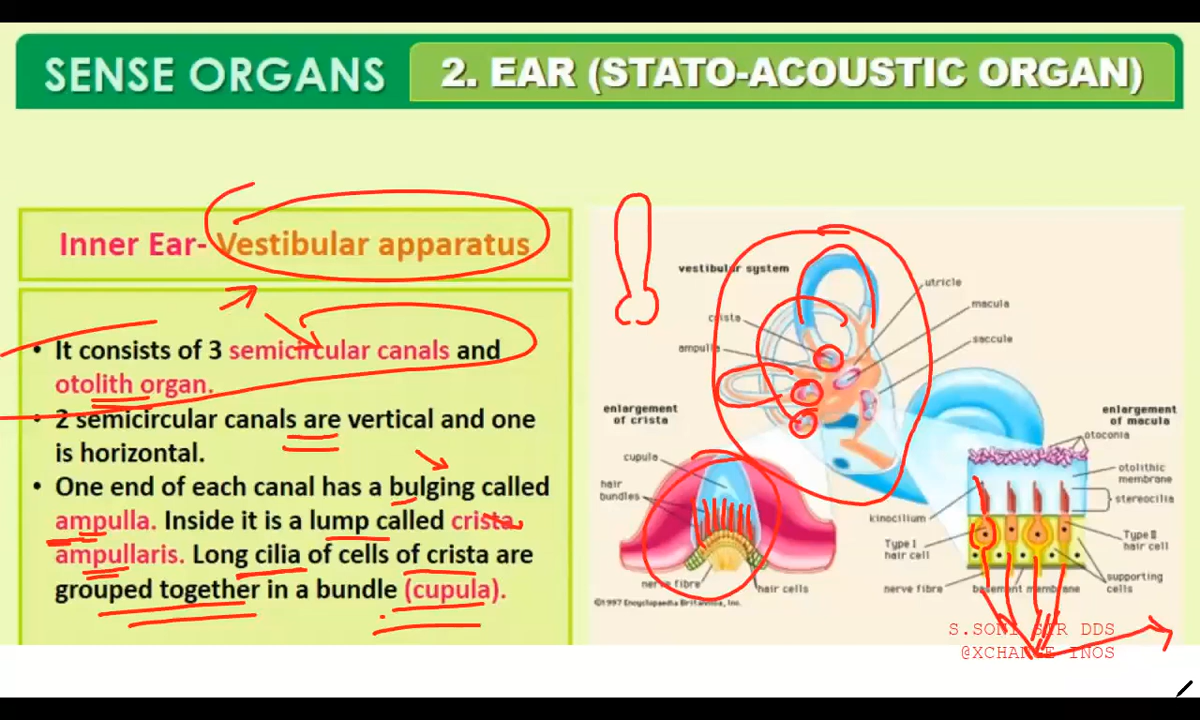 SENSE ORGANS
2. EAR (STATO-ACOUSTIC ORGAN)
Inner Ear- Vestibular apparatus
• It consists of 3 semicircular canals and
otolith organ.
• 2 semicircular canals are vertical and one
is horizontal.
• One end of each canal has a bulging called
ampulla. Inside it is a lump called crista
ampullaris. Long cilia of cells of crista are
grouped together in a bundle (cupula).
vestibular system
utricle
crista
macula
ampulla
saccule
enlargement
of crista
enlargement
of macula
otoconia
cupula
otolithic
membrane
hair
bundles
stereocilia
kinocilium
Type I
hair cell
Type II
hair cell
nerve fibre
hair cells
nerve fibre
basement membrane
supporting
cells
©1997 Encyclopaedia Britannica, Inc.
S.SONI SIR DDS
@XCHANGE INOS